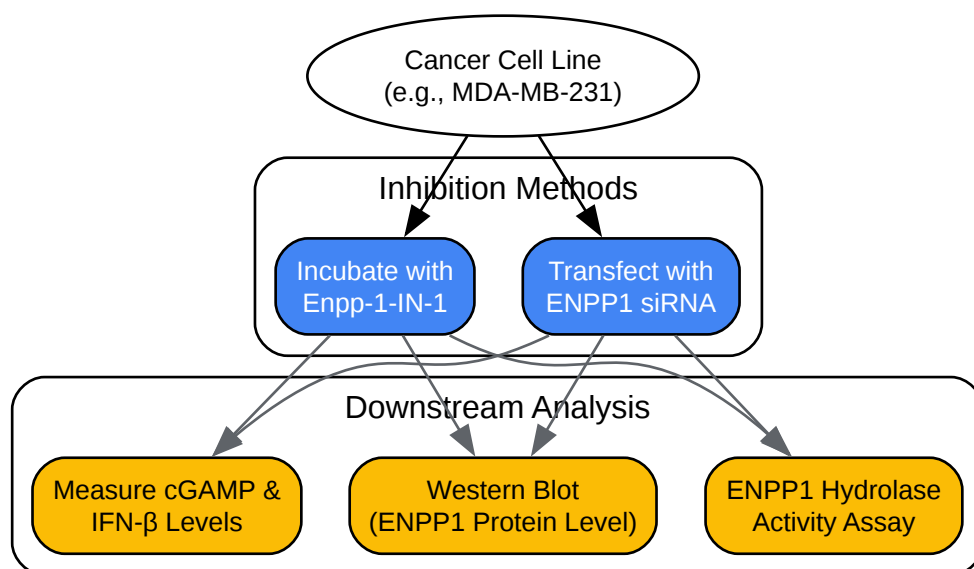 Cancer Cell Line
(e.g., MDA-MB-231)
Inhibition Methods
Incubate with
Enpp-1-IN-1
Transfect with
ENPP1 siRNA
Downstream Analysis
Measure cGAMP &
IFN-β Levels
Western Blot
(ENPP1 Protein Level)
ENPP1 Hydrolase
Activity Assay